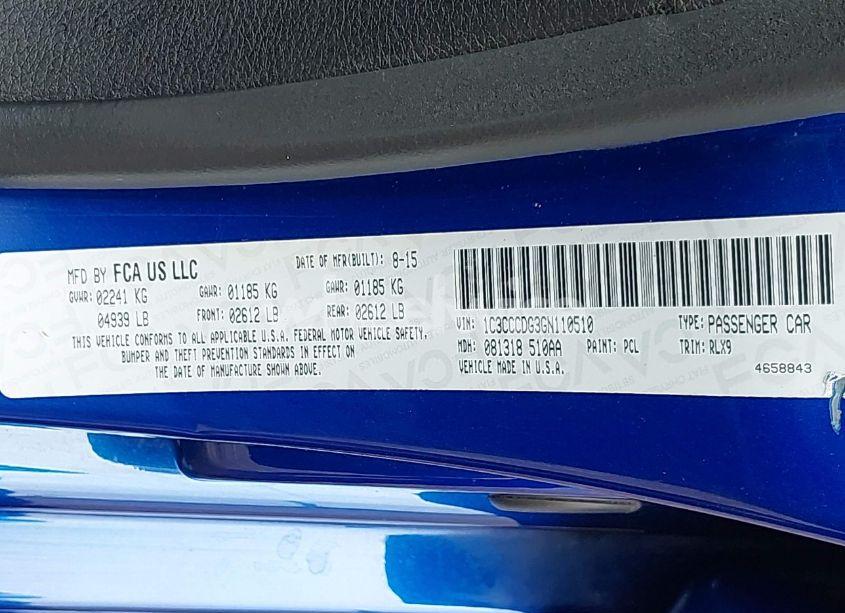 MFD BY FCA US LLC DATE OF MFR(BUILT): 8-15
GVWR: 02241 KG GAWR: 01185 KG GAWR: 01185 KG
04939 LB FRONT: 02612 LB REAR: 02612 LB
THIS VEHICLE CONFORMS TO ALL APPLICABLE U.S.A. FEDERAL MOTOR VEHICLE SAFETY,
BUMPER AND THEFT PREVENTION STANDARDS IN EFFECT ON
THE DATE OF MANUFACTURE SHOWN ABOVE.
VIN: 1C3CCCDG3GN110510 TYPE: PASSENGER CAR
MDH: 081318 510AA PAINT: PCL TRIM: RLX9
VEHICLE MADE IN U.S.A. 4658843